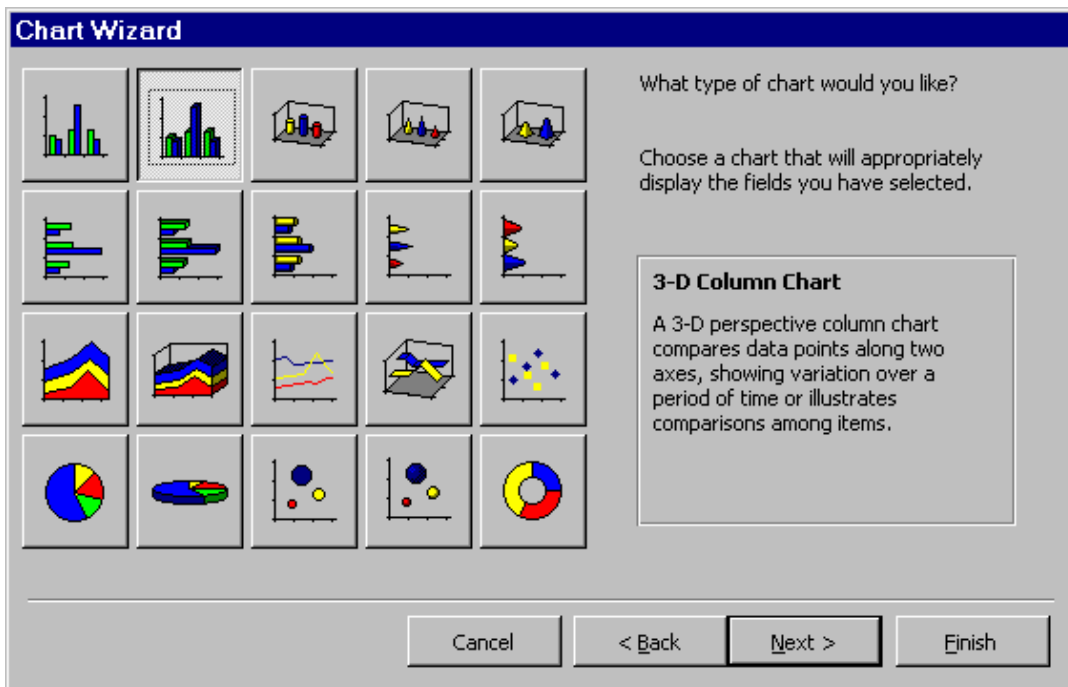 Chart Wizard
What type of chart would you like?
Choose a chart that will appropriately
display the fields you have selected.
3-D Column Chart
A 3-D perspective column chart
compares data points along two
axes, showing variation over a
period of time or illustrates
comparisons among items.
Cancel
< Back
Next >
Finish